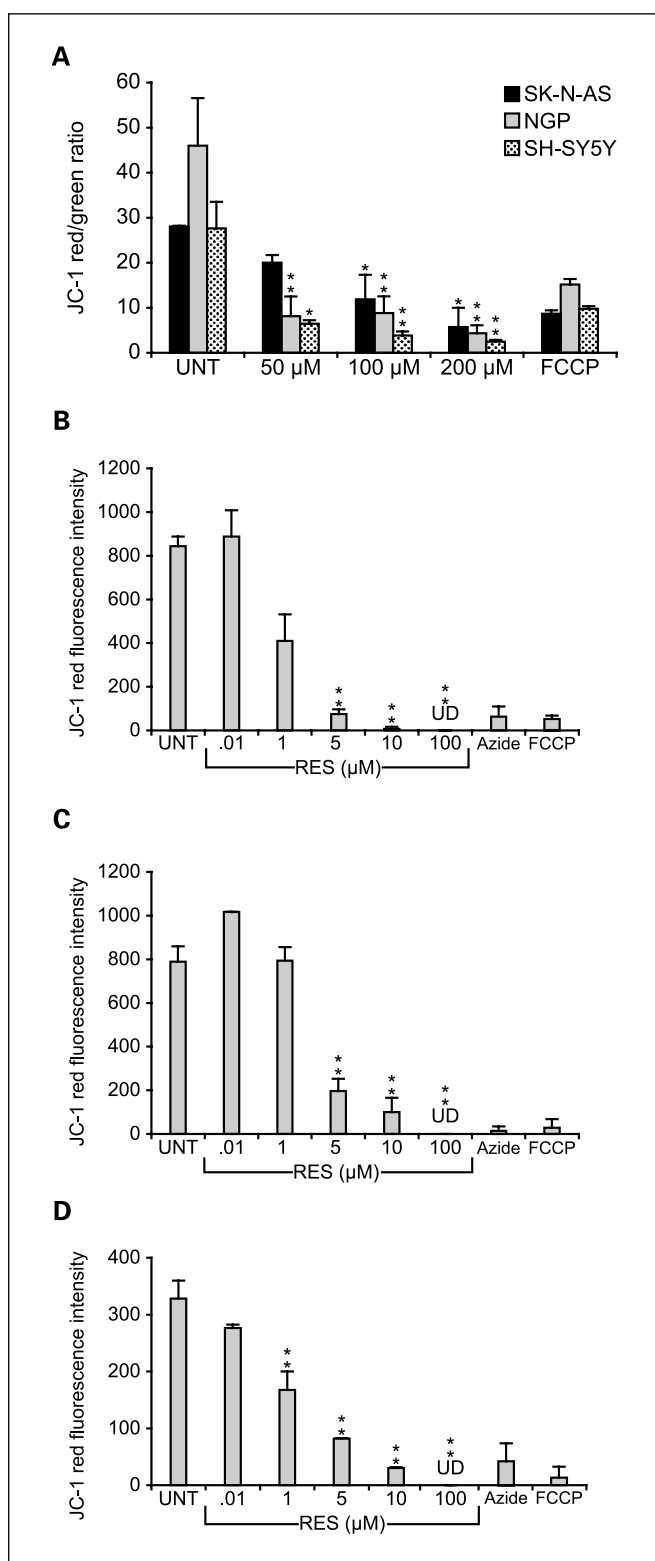 A
JC-1 red/green ratio
60
50
40
30
20
10
0
SK-N-AS
NGP
SH-SY5Y
* * *
* * * * *
* * * * *
UNT 50 µM 100 µM 200 µM FCCP
B
JC-1 red fluorescence intensity
1200
1000
800
600
400
200
0
* *
* *
* *
UD
UNT .01 1 5 10 100 Azide FCCP
RES (µM)
C
JC-1 red fluorescence intensity
1200
1000
800
600
400
200
0
* *
* *
* *
UD
UNT .01 1 5 10 100 Azide FCCP
RES (µM)
D
JC-1 red fluorescence intensity
400
300
200
100
0
* *
* *
* *
* *
UD
UNT .01 1 5 10 100 Azide FCCP
RES (µM)